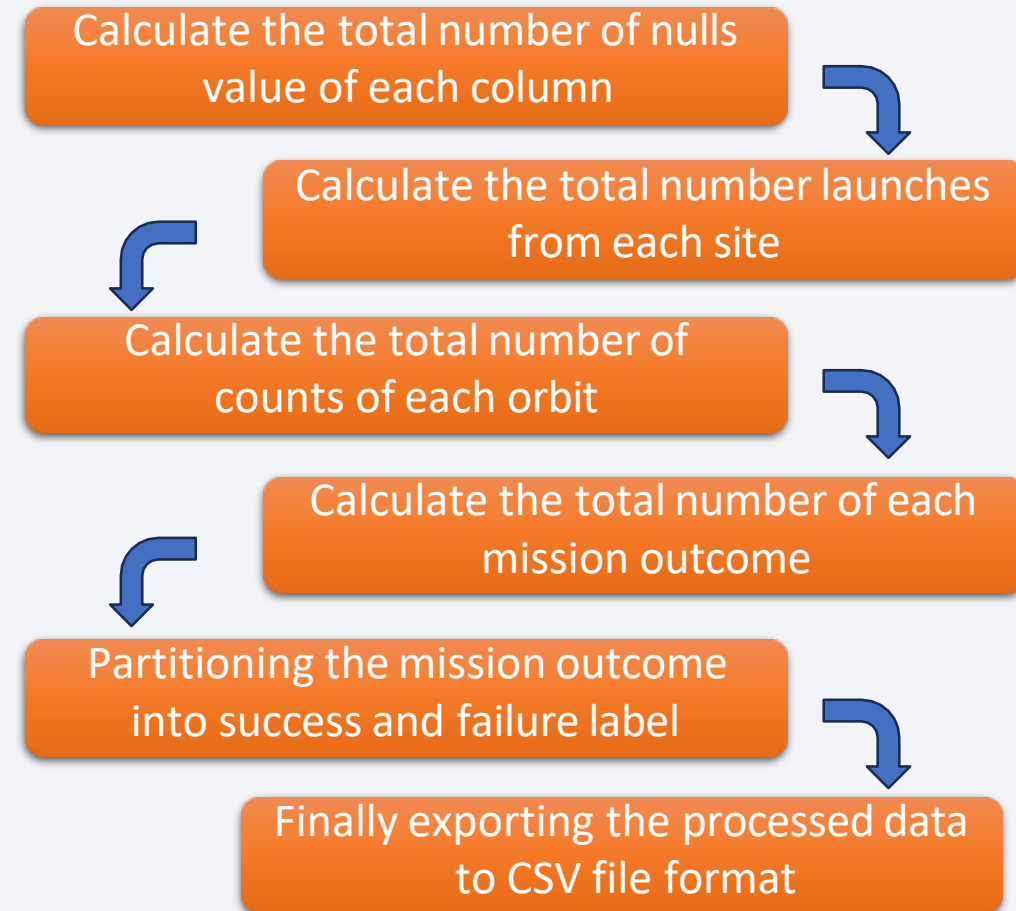 Calculate the total number of nulls
value of each column
Calculate the total number launches
from each site
Calculate the total number of
counts of each orbit
Calculate the total number of each
mission outcome
Partitioning the mission outcome
into success and failure label
Finally exporting the processed data
to CSV file format